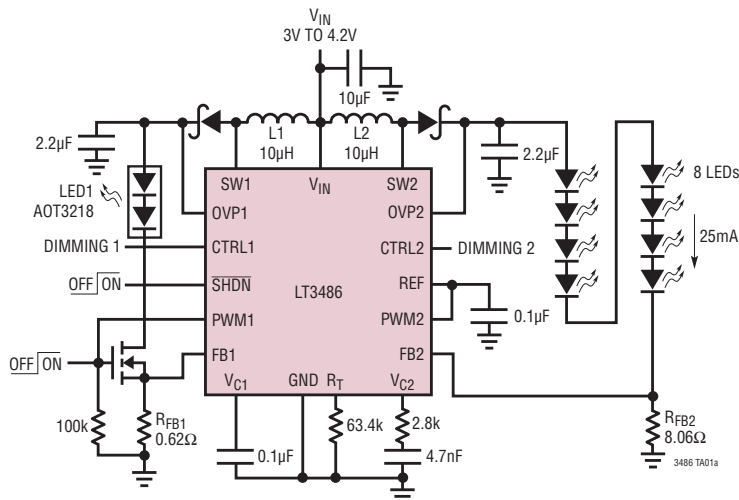 VIN
3V TO 4.2V
10µF
L1
10µH
L2
10µH
2.2µF
2.2µF
LED1
AOT3218
8 LEDs
25mA
SW1
VIN
SW2
OVP1
OVP2
DIMMING 1
CTRL1
CTRL2
DIMMING 2
OFF ON
SHDN
LT3486
REF
PWM1
PWM2
0.1µF
OFF ON
FB1
FB2
VC1
GND
RT
VC2
100k
RFB1
0.62Ω
63.4k
2.8k
RFB2
8.06Ω
0.1µF
4.7nF
3486 TA01a